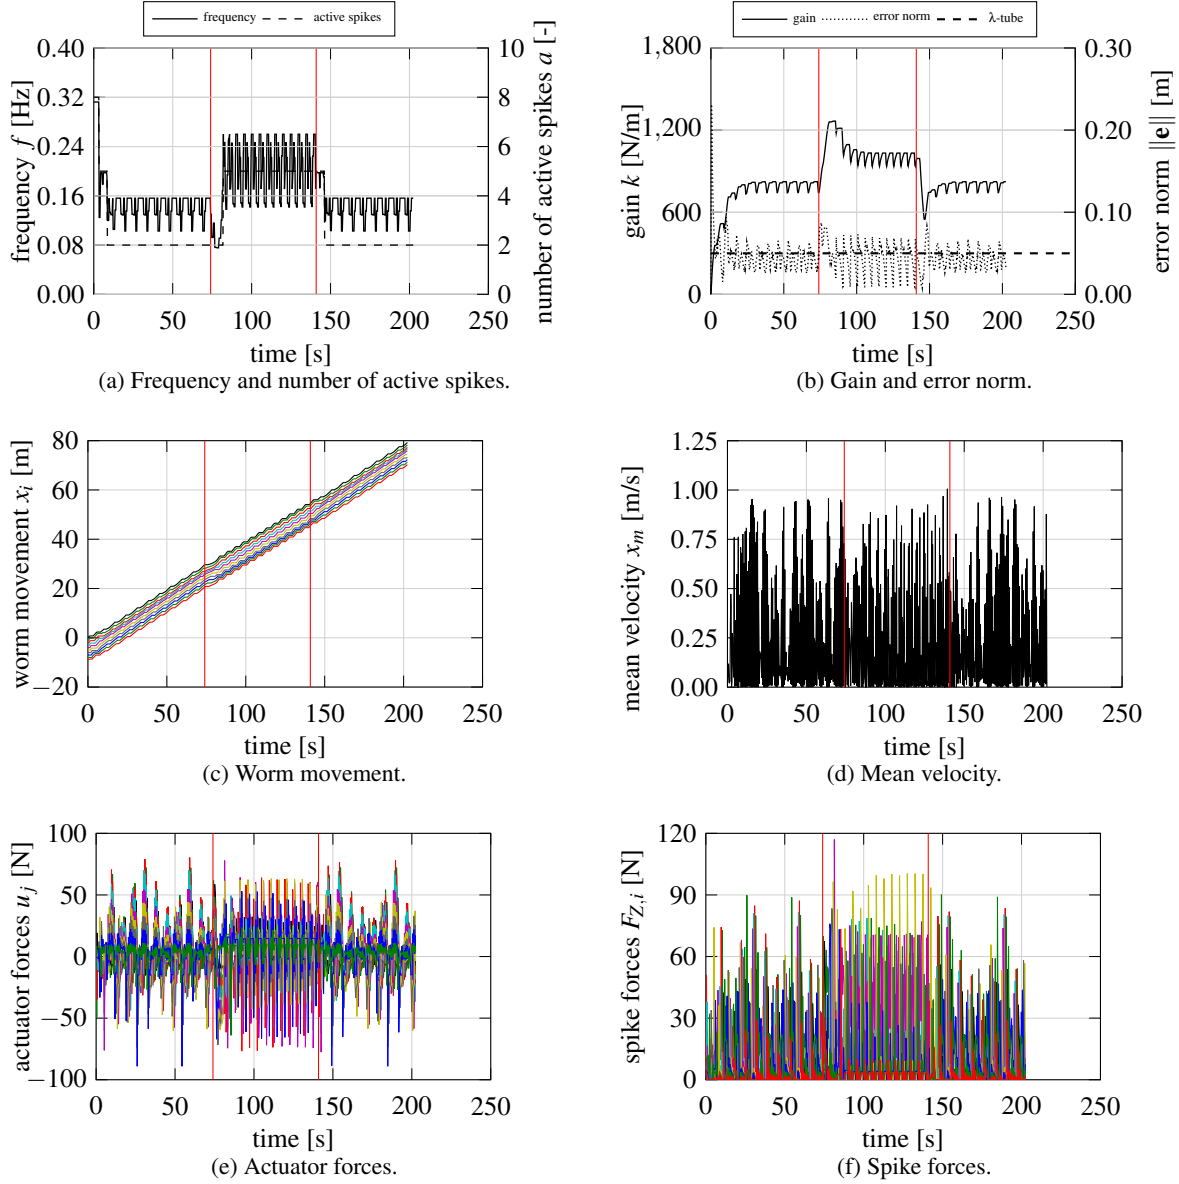 frequency active spikes
gain error norm λ-tube
0.40 0.32 0.24 0.16 0.08 0.00
frequency f [Hz]
10 8 6 4 2 0
number of active spikes a [-]
0 50 100 150 200 250
time [s]
(a) Frequency and number of active spikes.
1,800 1,200 600 0
gain k [N/m]
0.30 0.20 0.10 0.00
error norm ||e|| [m]
0 50 100 150 200 250
time [s]
(b) Gain and error norm.
80 60 40 20 0 −20
worm movement x_i [m]
0 50 100 150 200 250
time [s]
(c) Worm movement.
1.25 1.00 0.75 0.50 0.25 0.00
mean velocity x_m [m/s]
0 50 100 150 200 250
time [s]
(d) Mean velocity.
100 50 0 −50 −100
actuator forces u_j [N]
0 50 100 150 200 250
time [s]
(e) Actuator forces.
120 90 60 30 0
spike forces F_Z,i [N]
0 50 100 150 200 250
time [s]
(f) Spike forces.